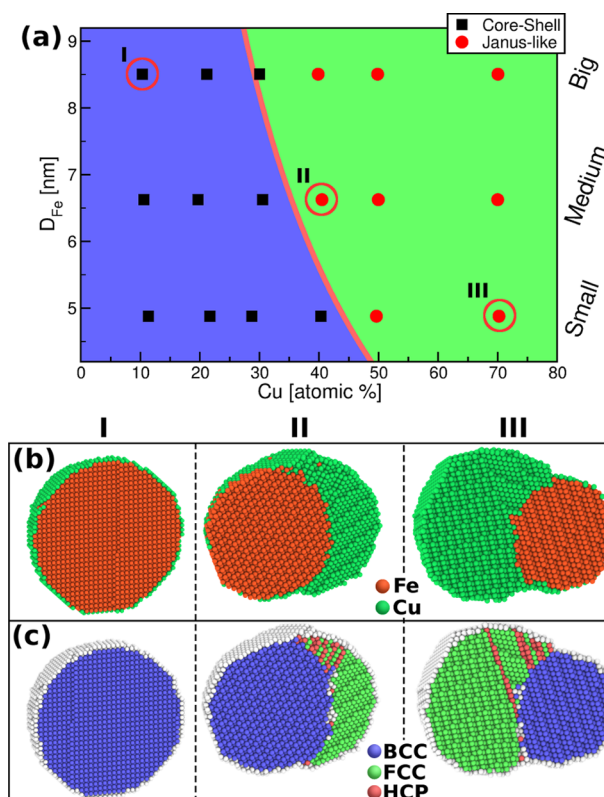 (a)
Core-Shell
Janus-like
I
II
III
9
8
7
6
5
D_Fe [nm]
Big
Medium
Small
0 10 20 30 40 50 60 70 80
Cu [atomic %]
I II III
(b)
Fe
Cu
(c)
BCC
FCC
HCP